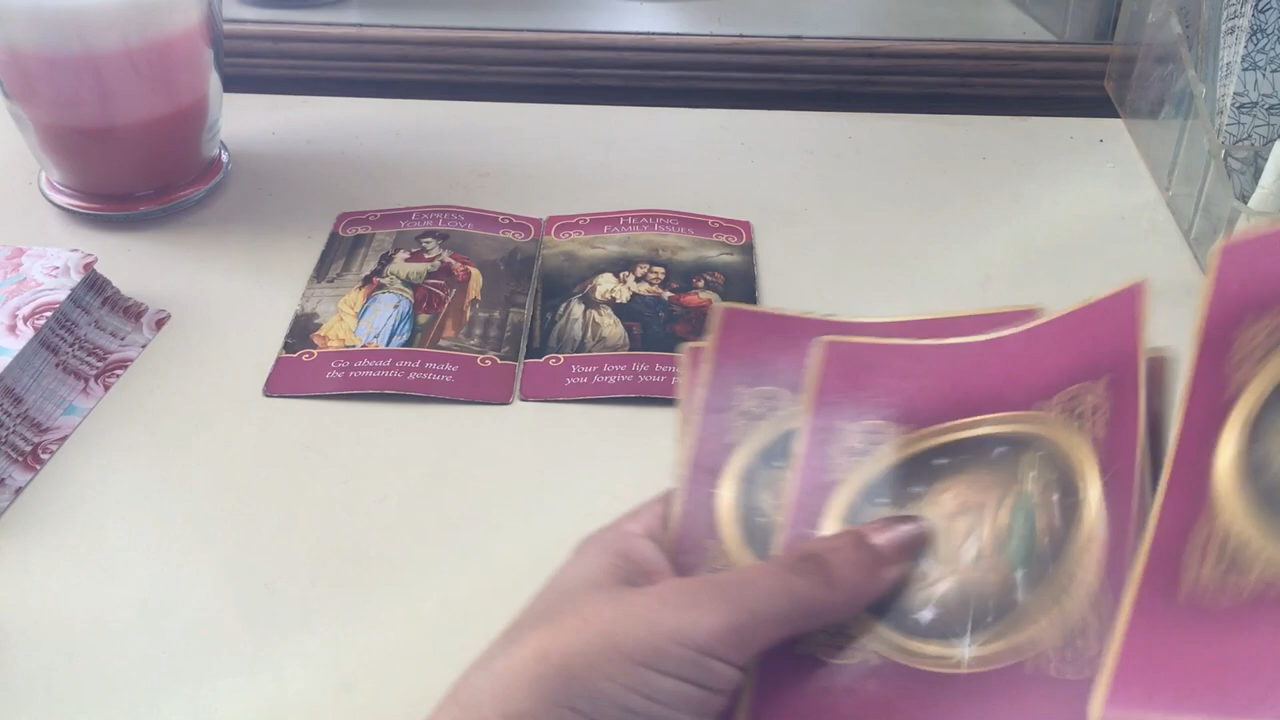 EXPRESS
YOUR LOVE
Go ahead and make
the romantic gesture.
HEALING
FAMILY ISSUES
Your love life
you forgive your